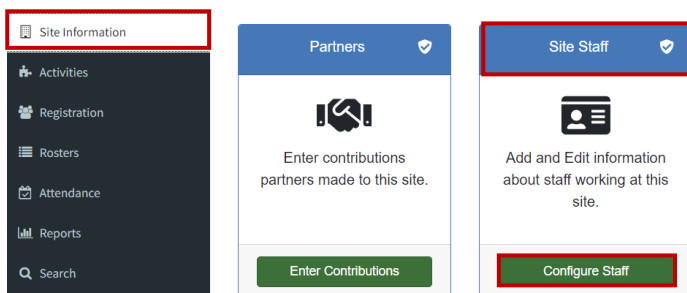 Site Information
Activities
Registration
Rosters
Attendance
Reports
Search
Partners
Enter contributions
partners made to this site.
Enter Contributions
Site Staff
Add and Edit information
about staff working at this
site.
Configure Staff